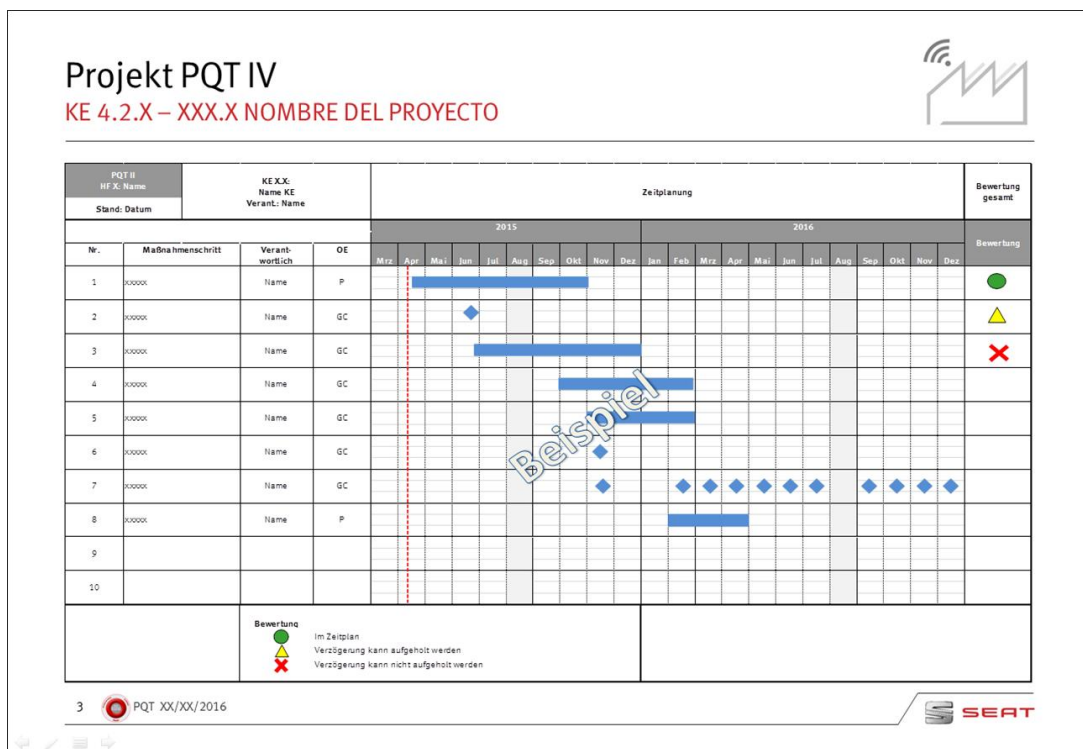 Projekt PQT IV
KE 4.2.X – XXX.X NOMBRE DEL PROYECTO
PQT II
HF X: Name
Stand: Datum
KE X.X:
Name KE
Verant.: Name
Zeitplanung
Bewertung
gesamt
2015 2016
Bewertung
Nr. Maßnahmenschritt Verant-
wortlich OE
Mrz Apr Mai Jun Jul Aug Sep Okt Nov Dez Jan Feb Mrz Apr Mai Jun Jul Aug Sep Okt Nov Dez
1 xxxxx Name P
2 xxxxx Name GC
3 xxxxx Name GC
4 xxxxx Name GC
5 xxxxx Name GC
6 xxxxx Name GC
7 xxxxx Name GC
8 xxxxx Name P
9
10
Beispiel
Bewertung
Im Zeitplan
Verzögerung kann aufgeholt werden
Verzögerung kann nicht aufgeholt werden
3 PQT XX/XX/2016
SEAT